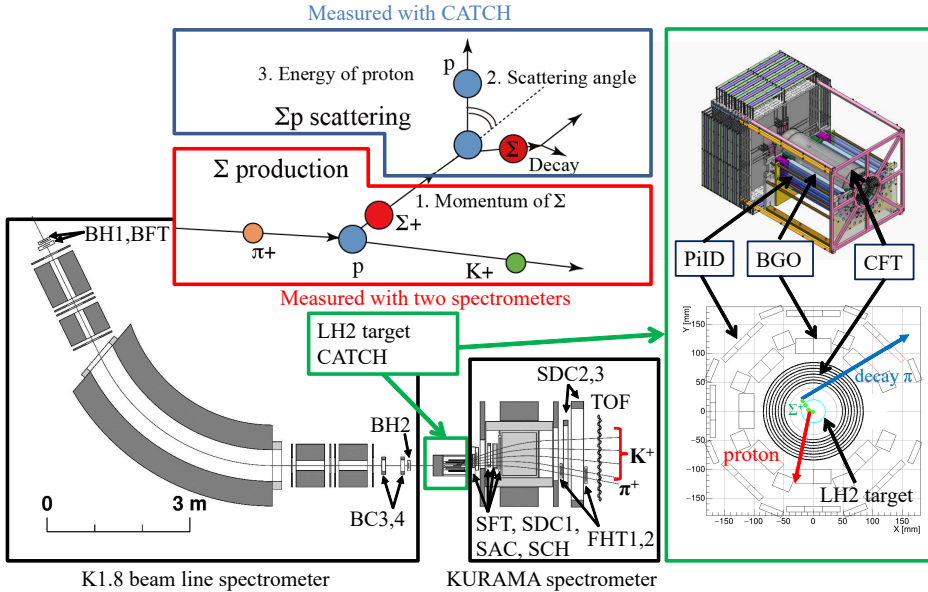 Measured with CATCH
3. Energy of proton
p
2. Scattering angle
Σp scattering
Σ
Decay
Σ production
1. Momentum of Σ
Σ+
π+
p
K+
Measured with two spectrometers
BH1,BFT
LH2 target
CATCH
BH2
BC3,4
0 3 m
K1.8 beam line spectrometer
SDC2,3
TOF
K+
π+
SFT, SDC1,
SAC, SCH
FHT1,2
KURAMA spectrometer
PiID
BGO
CFT
Y [mm]
150
100
50
0
−50
−100
−150
−150 −100 −50 0 50 100 150
X [mm]
decay π
Σ+
proton
LH2 target